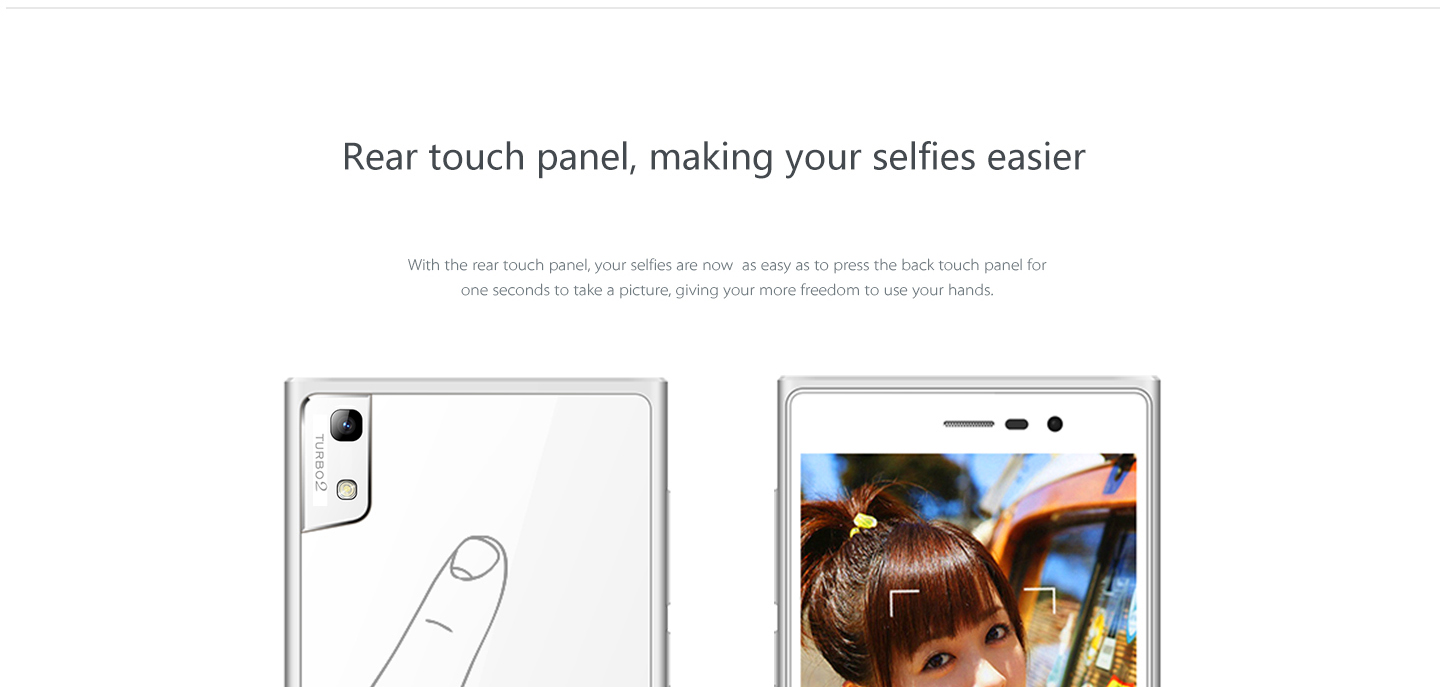 Rear touch panel, making your selfies easier
With the rear touch panel, your selfies are now  as easy as to press the back touch panel for
one seconds to take a picture, giving your more freedom to use your hands.
TURBO2